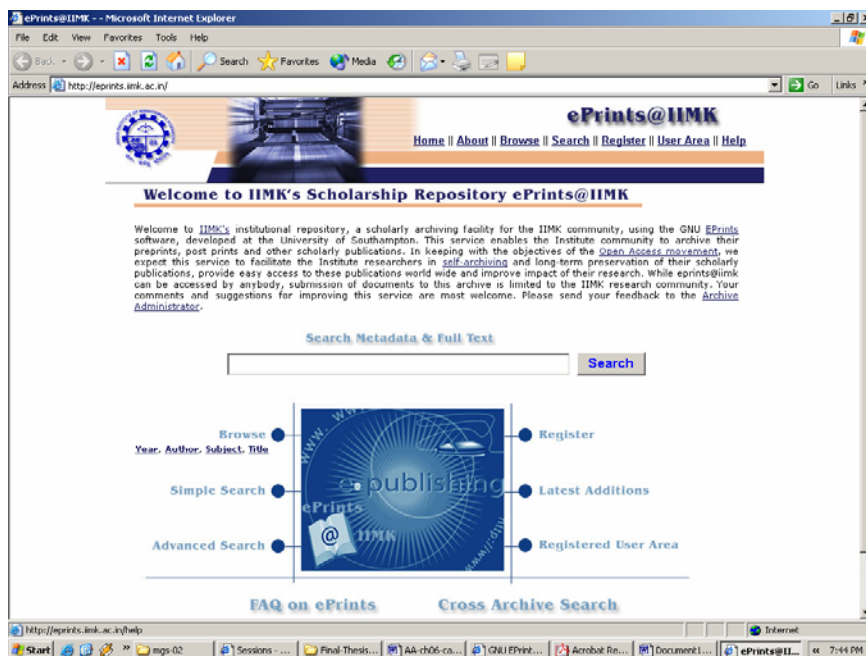 ePrints@IIMK - - Microsoft Internet Explorer
File Edit View Favorites Tools Help
Back Search Favorites Media
Address http://eprints.iimk.ac.in/ Go Links
ePrints@IIMK
Home || About || Browse || Search || Register || User Area || Help
Welcome to IIMK's Scholarship Repository ePrints@IIMK
Welcome to IIMK's institutional repository, a scholarly archiving facility for the IIMK community, using the GNU EPrints
software, developed at the University of Southampton. This service enables the Institute community to archive their
preprints, post prints and other scholarly publications. In keeping with the objectives of the Open Access movement, we
expect this service to facilitate the Institute researchers in self-archiving and long-term preservation of their scholarly
publications, provide easy access to these publications world wide and improve impact of their research. While eprints@iimk
can be accessed by anybody, submission of documents to this archive is limited to the IIMK research community. Your
comments and suggestions for improving this service are most welcome. Please send your feedback to the Archive
Administrator.
Search Metadata & Full Text
Search
www. www.
Browse Register
Year, Author, Subject, Title
e-publishing
Simple Search Latest Additions
ePrints
@ IIMK
Advanced Search Registered User Area
http://www.
FAQ on ePrints Cross Archive Search
http://eprints.iimk.ac.in/help Internet
Start » mgs-02 Sessions - ... Final-Thesis... AA-ch06-ca... GNU EPrint... Acrobat Re... Document1... ePrints@II... « 7:44 PM